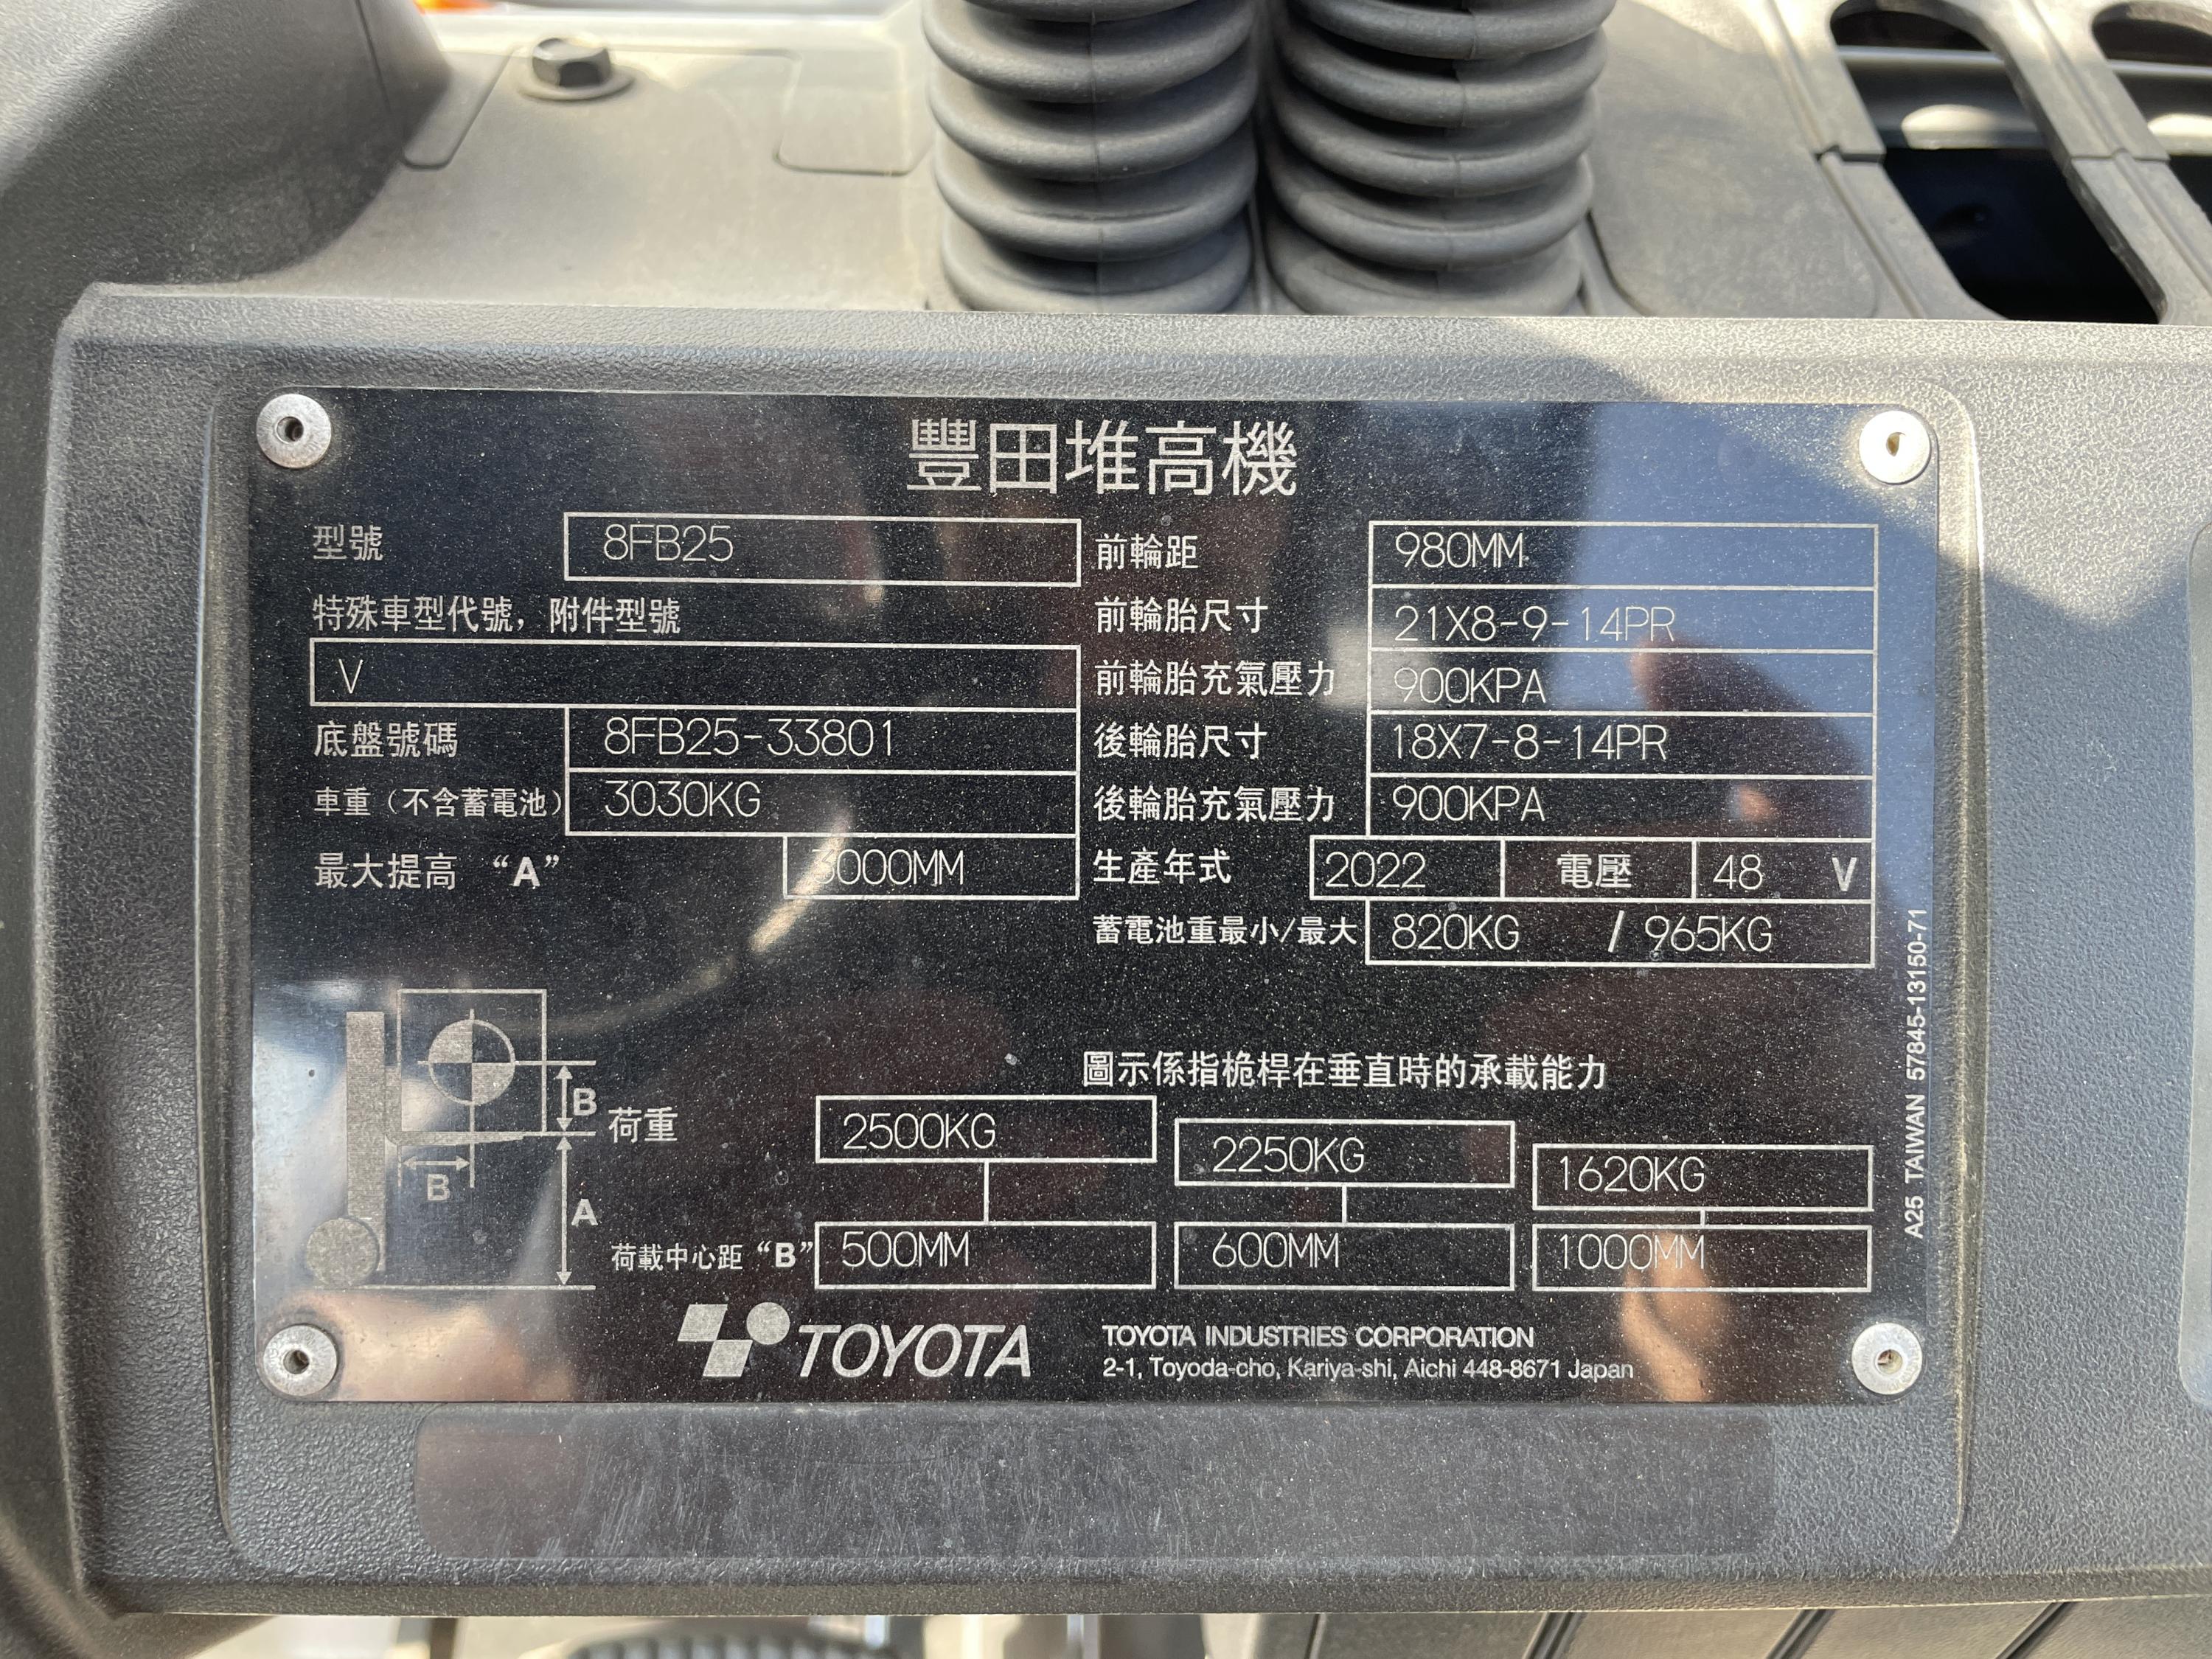 豐田堆高機
型號 8FB25
特殊車型代號，附件型號
V
底盤號碼 8FB25-33801
車重（不含蓄電池） 3030KG
最大提高 “A” 3000MM
前輪距 980MM
前輪胎尺寸 21X8-9-14PR
前輪胎充氣壓力 900KPA
後輪胎尺寸 18X7-8-14PR
後輪胎充氣壓力 900KPA
生產年式 2022 電壓 48 V
蓄電池重最小/最大 820KG / 965KG
圖示係指桅桿在垂直時的承載能力
B
B
A
荷重 2500KG 2250KG 1620KG
荷載中心距 “B” 500MM 600MM 1000MM
TOYOTA
TOYOTA INDUSTRIES CORPORATION
2-1, Toyoda-cho, Kariya-shi, Aichi 448-8671 Japan
A25 TAIWAN 57845-13150-71